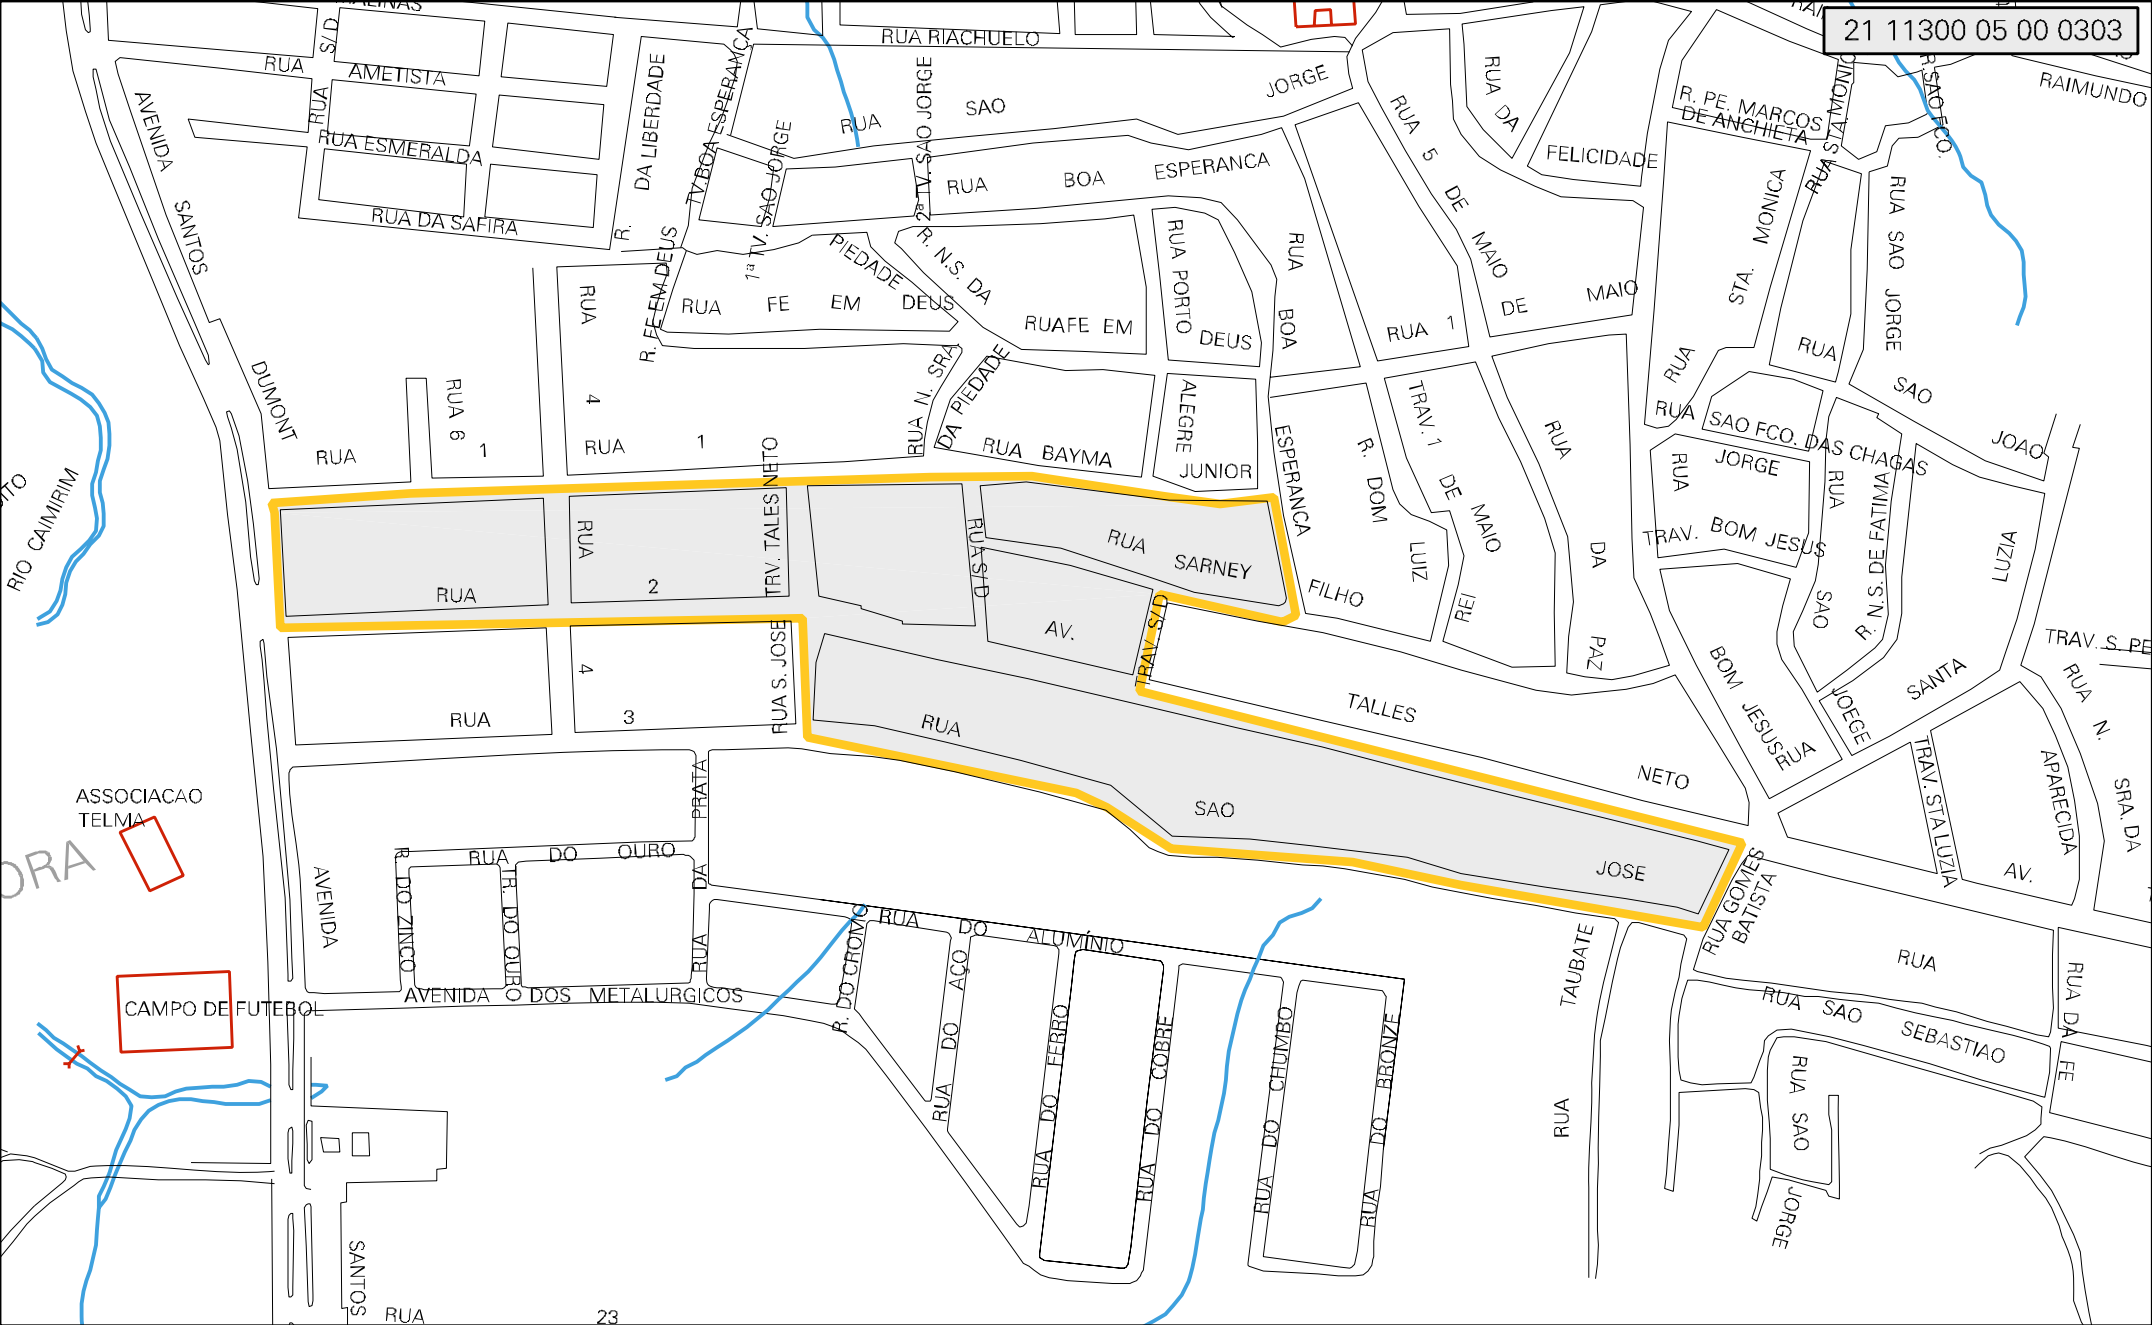 21 11300 05 00 0303
RUA RIACHUELO
RUA S/D
RUA AMETISTA
RUA
RUA ESMERALDA
RUA DA SAFIRA
AVENIDA SANTOS DUMONT
R. DA LIBERDADE
TV.BOA ESPERANÇA
1ª TV. SAO JORGE
2ª TV. SAO JORGE
RUA SAO JORGE
RUA BOA ESPERANCA
RUA 5 DE MAIO
RUA DA FELICIDADE
R. PE. MARCOS
DE ANCHIETA
RUA STA MONICA
R.SAO FCO.
RAIMUNDO
RUA STA. MONICA
RUA SAO JORGE
R. FE EM DEUS
RUA FE EM DEUS
PIEDADE
R. N.S. DA
RUAFE EM DEUS
RUA PORTO ALEGRE
RUA BOA ESPERANCA
RUA 1 DE MAIO
RUA SAO JOAO
RUA 4
RUA 6
RUA 1
RUA 1
RUA N. SRA
DA PIEDADE
RUA BAYMA JUNIOR
TRAV. 1 DE MAIO
R. DOM LUIZ
REI
RUA DA PAZ
RUA SAO FCO. DAS CHAGAS
RUA JORGE
TRAV. BOM JESUS
RUA SAO JOEGE
R. N. S. DE FATIMA
SANTA LUZIA
RUA
TRAV. S. PE
RIO CAIMIRIM
RUA 2
RUA 4
TRV. TALES NETO
RUA S/D
RUA SARNEY FILHO
AV. TALLES NETO
TRAV. S/D
RUA S. JOSE
RUA 3
RUA SAO JOSE
BOM JESUS
RUA N. SRA. DA
APARECIDA
TRAV. STA LUZIA
AV.
ASSOCIACAO
TELMA
ORA
CAMPO DE FUTEBOL
AVENIDA
SANTOS
RUA DA PRATA
RUA DO OURO
R. DO ZINCO
TR. DO OURO
AVENIDA DOS METALURGICOS
R. DO CROMO
RUA DO ALUMÍNIO
RUA DO AÇO
RUA DO FERRO
RUA DO COBRE
RUA DO CHUMBO
RUA DO BRONZE
RUA TAUBATE
RUA GOMES
BATISTA
RUA
RUA DA FE
RUA SAO SEBASTIAO
RUA SAO JORGE
RUA 23